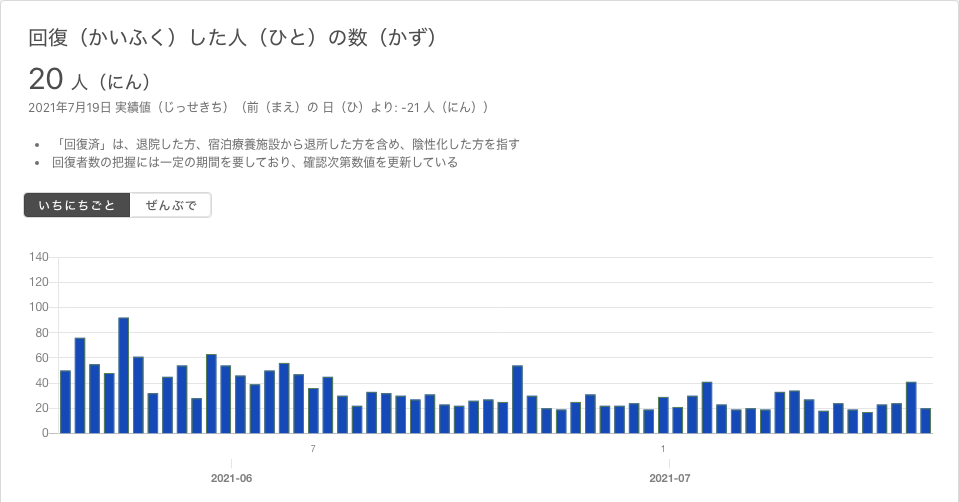 回復（かいふく）した人（ひと）の数（かず）
20 人（にん）
2021年7月19日 実績値（じっせきち）（前（まえ）の 日（ひ）より: -21 人（にん））
• 「回復済」は、退院した方、宿泊療養施設から退所した方を含め、陰性化した方を指す
• 回復者数の把握には一定の期間を要しており、確認次第数値を更新している
いちにちごと ぜんぶで
140
120
100
80
60
40
20
0
7 1
2021-06 2021-07